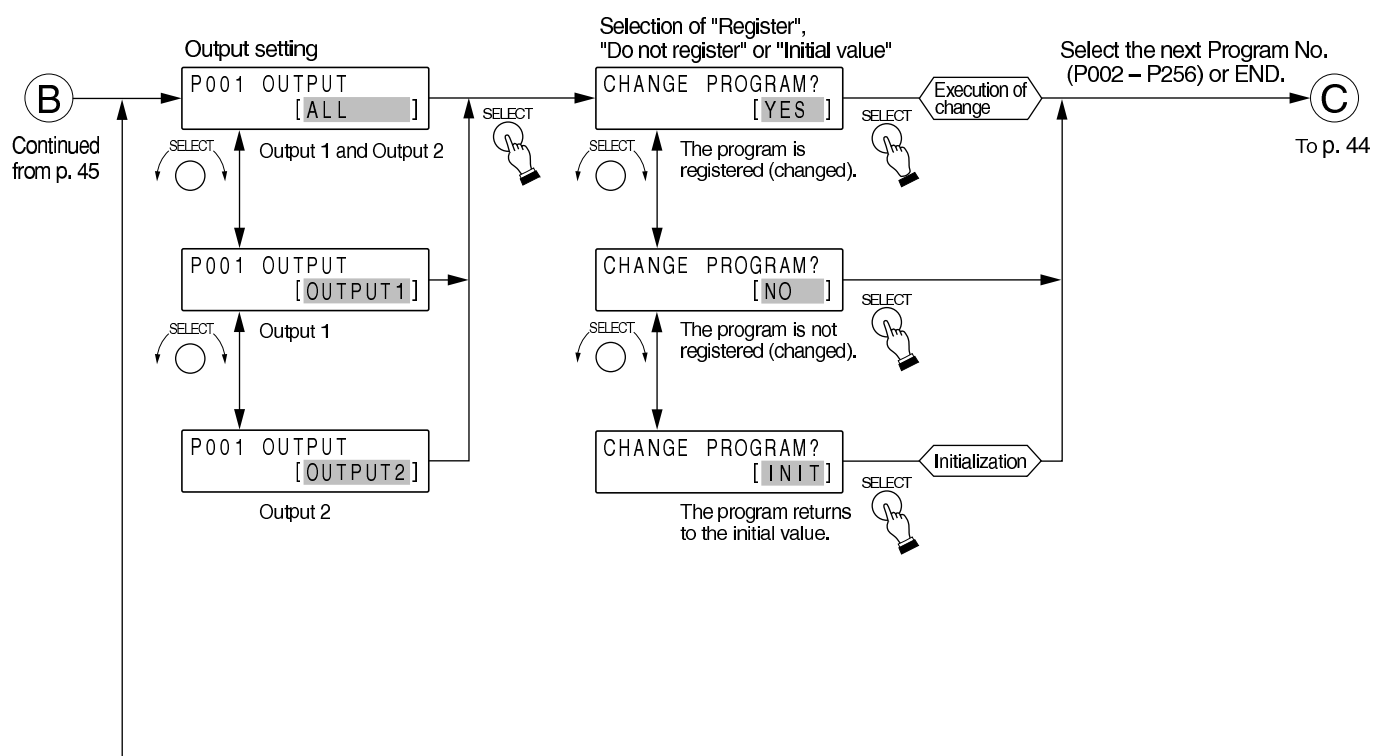 B
Continued
from p. 45
Output setting
P001 OUTPUT
[ALL ]
SELECT
Output 1 and Output 2
P001 OUTPUT
[OUTPUT1]
SELECT
Output 1
P001 OUTPUT
[OUTPUT2]
Output 2
SELECT
Selection of "Register",
"Do not register" or "Initial value"
CHANGE PROGRAM?
[YES ]
SELECT
The program is
registered (changed).
SELECT
CHANGE PROGRAM?
[NO ]
SELECT
The program is not
registered (changed).
SELECT
CHANGE PROGRAM?
[INIT]
The program returns
to the initial value.
SELECT
Execution of
change
Initialization
Select the next Program No.
(P002 – P256) or END.
C
To p. 44